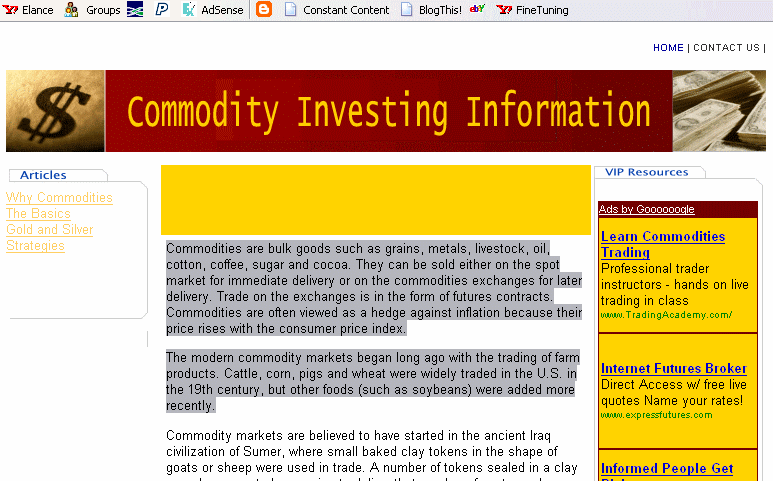 Elance Groups AdSense Constant Content BlogThis! ebY FineTuning
HOME | CONTACT US |
Commodity Investing Information
Articles
Why Commodities
The Basics
Gold and Silver
Strategies
Commodities are bulk goods such as grains, metals, livestock, oil,
cotton, coffee, sugar and cocoa. They can be sold either on the spot
market for immediate delivery or on the commodities exchanges for later
delivery. Trade on the exchanges is in the form of futures contracts.
Commodities are often viewed as a hedge against inflation because their
price rises with the consumer price index.
The modern commodity markets began long ago with the trading of farm
products. Cattle, corn, pigs and wheat were widely traded in the U.S. in
the 19th century, but other foods (such as soybeans) were added more
recently.
Commodity markets are believed to have started in the ancient Iraq
civilization of Sumer, where small baked clay tokens in the shape of
goats or sheep were used in trade. A number of tokens sealed in a clay
VIP Resources
Ads by Goooooogle
Learn Commodities
Trading
Professional trader
instructors - hands on live
trading in class
www.TradingAcademy.com/
Internet Futures Broker
Direct Access w/ free live
quotes Name your rates!
www.expressfutures.com
Informed People Get